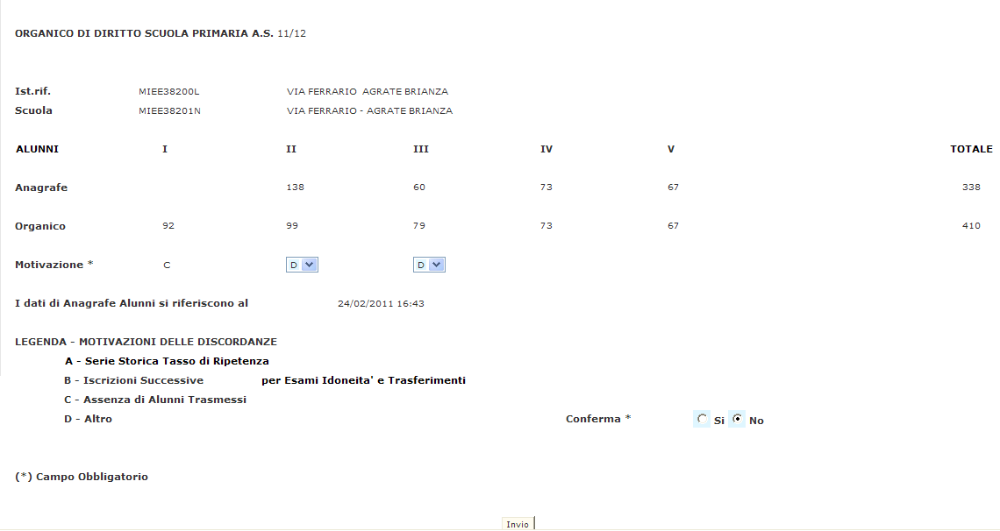 ORGANICO DI DIRITTO SCUOLA PRIMARIA A.S. 11/12
Ist.rif. MIEE38200L VIA FERRARIO AGRATE BRIANZA
Scuola MIEE38201N VIA FERRARIO - AGRATE BRIANZA
ALUNNI I II III IV V TOTALE
Anagrafe 138 60 73 67 338
Organico 92 99 79 73 67 410
Motivazione * C D D
I dati di Anagrafe Alunni si riferiscono al 24/02/2011 16:43
LEGENDA - MOTIVAZIONI DELLE DISCORDANZE
A - Serie Storica Tasso di Ripetenza
B - Iscrizioni Successive per Esami Idoneita' e Trasferimenti
C - Assenza di Alunni Trasmessi
D - Altro Conferma * Si No
(*) Campo Obbligatorio
Invio